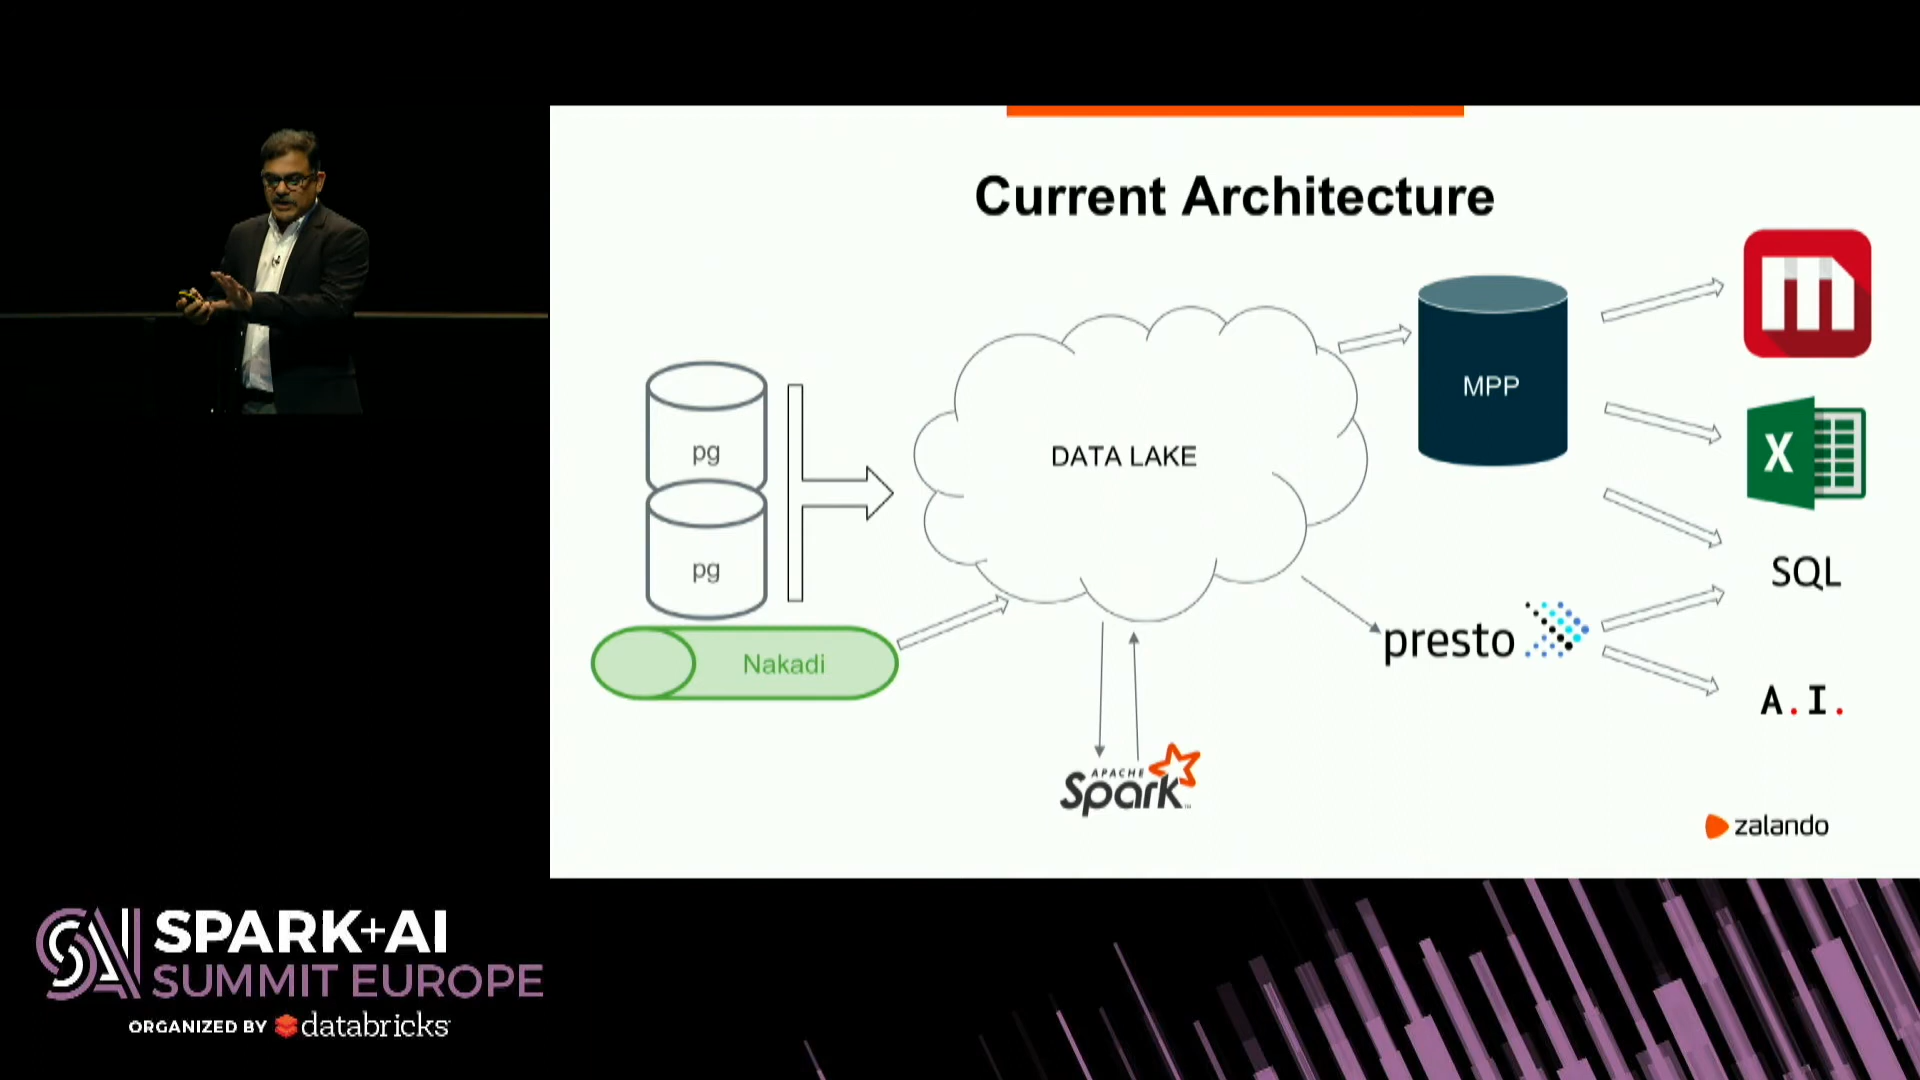 Current Architecture
pg
pg
Nakadi
DATA LAKE
MPP
X
SQL
presto
A.I.
APACHE
Spark
zalando
SPARK+AI
SUMMIT EUROPE
ORGANIZED BY databricks